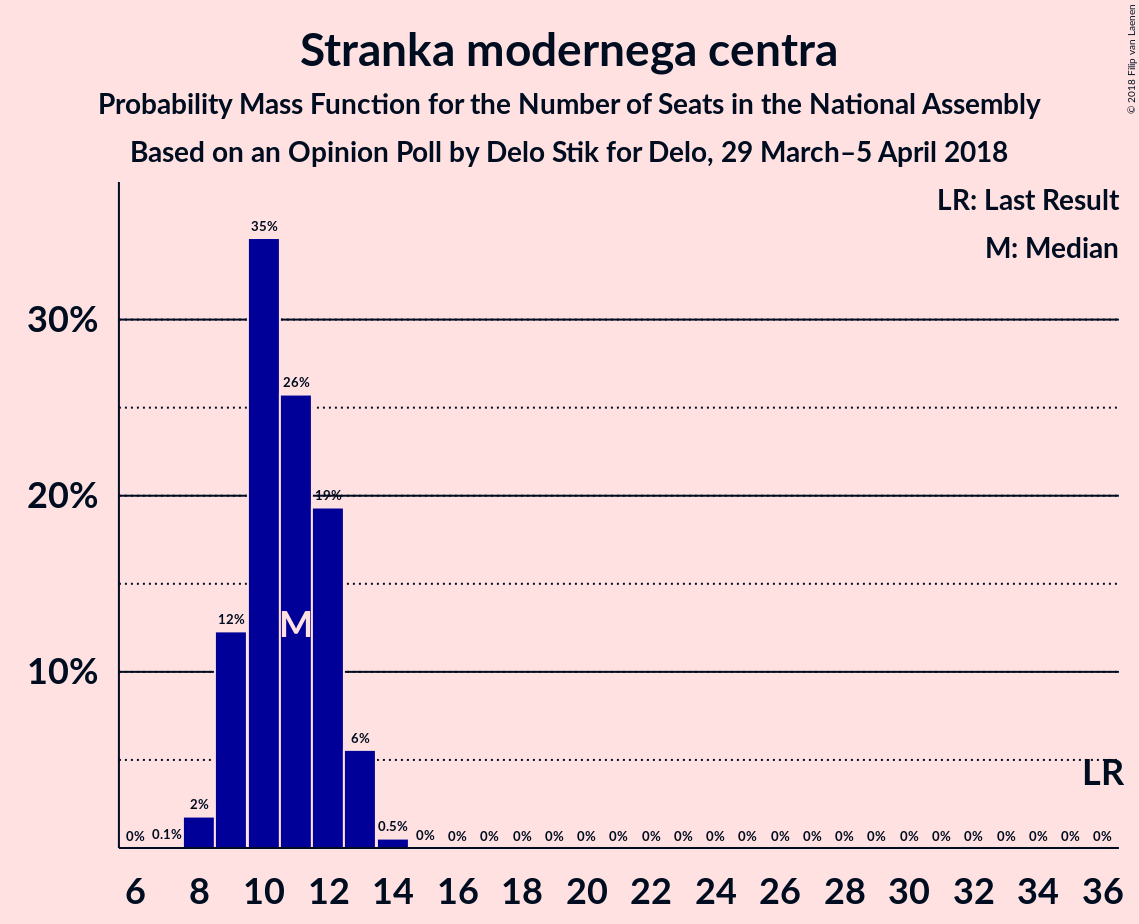 Stranka modernega centra
Probability Mass Function for the Number of Seats in the National Assembly
Based on an Opinion Poll by Delo Stik for Delo, 29 March–5 April 2018
© 2018 Filip van Laenen
LR: Last Result
M: Median
35%
30%
26%
20%
19%
12%
M
10%
6%
LR
2%
0% 0.1% 0.5% 0% 0% 0% 0% 0% 0% 0% 0% 0% 0% 0% 0% 0% 0% 0% 0% 0% 0% 0% 0% 0%
6 8 10 12 14 16 18 20 22 24 26 28 30 32 34 36